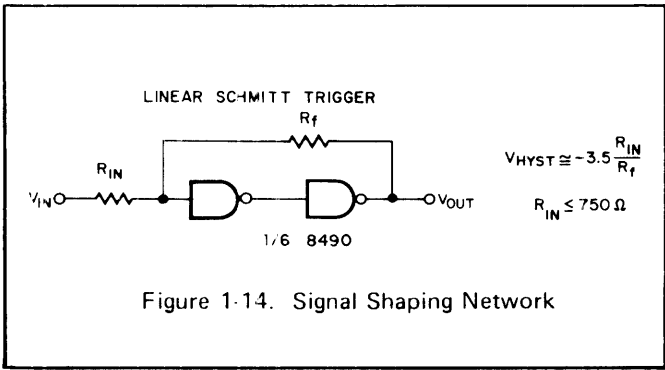 LINEAR SCHMITT TRIGGER
Rf
RIN
VIN
VOUT
1/6 8490
VHYST ≅ -3.5 RIN/Rf
RIN ≤ 750 Ω
Figure 1-14. Signal Shaping Network